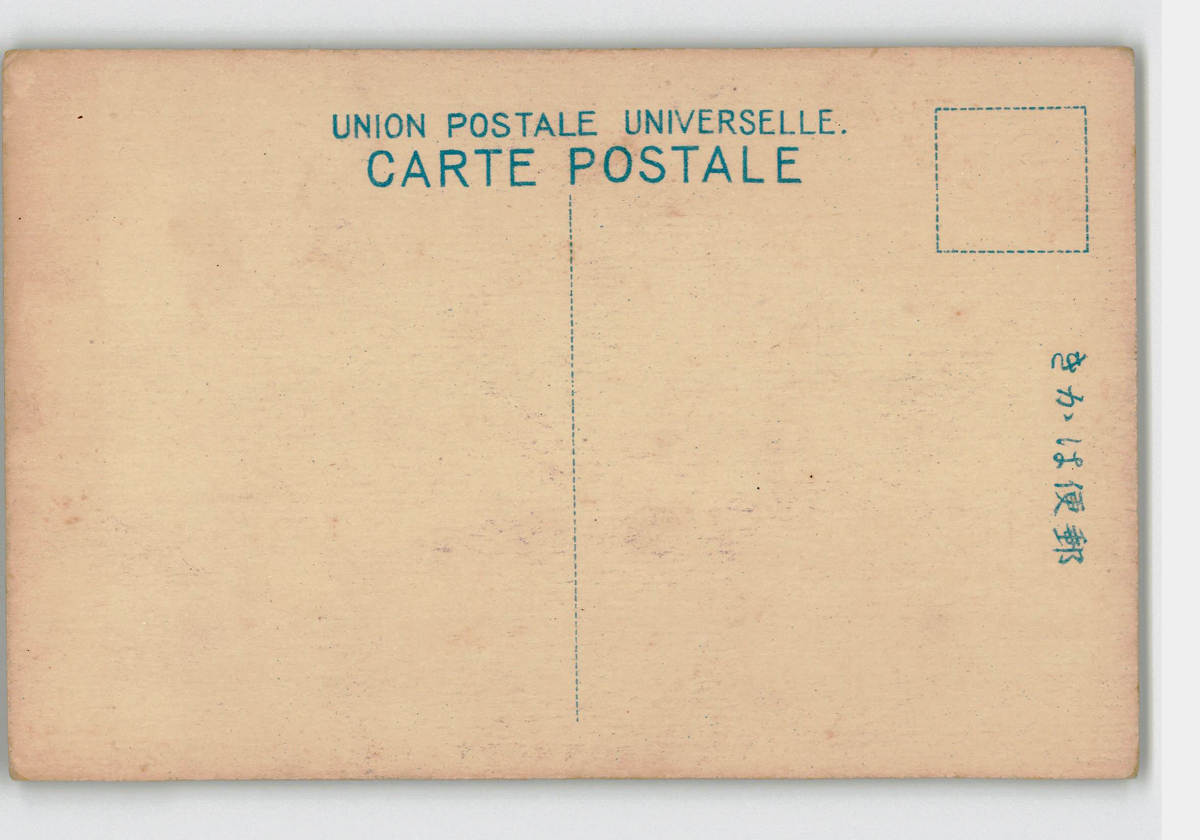 UNION POSTALE UNIVERSELLE.
CARTE POSTALE
郵便はかき